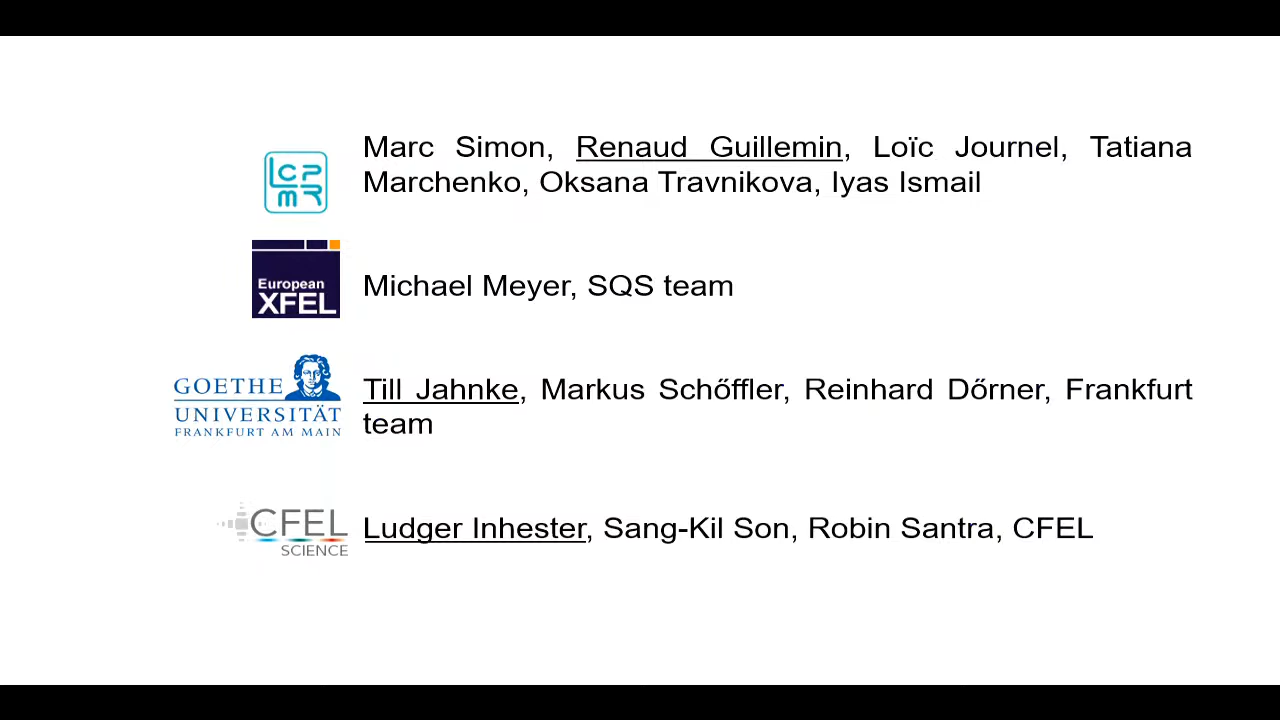 Marc Simon, Renaud Guillemin, Loïc Journel, Tatiana
Marchenko, Oksana Travnikova, Iyas Ismail
LCPMR
European
XFEL
Michael Meyer, SQS team
GOETHE
UNIVERSITÄT
FRANKFURT AM MAIN
Till Jahnke, Markus Schőffler, Reinhard Dőrner, Frankfurt
team
CFEL
SCIENCE
Ludger Inhester, Sang-Kil Son, Robin Santra, CFEL